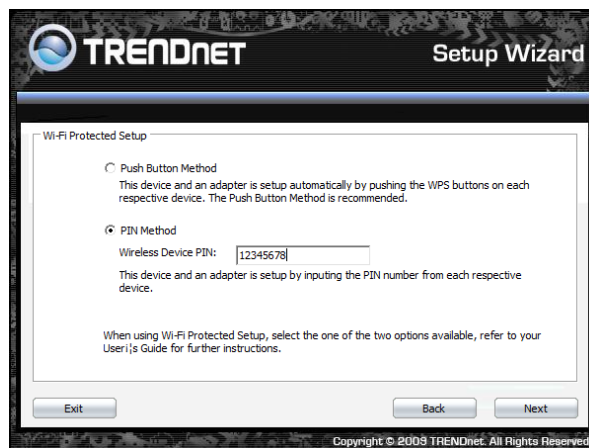 TRENDNET
Setup Wizard
Wi-Fi Protected Setup
Push Button Method
This device and an adapter is setup automatically by pushing the WPS buttons on each
respective device. The Push Button Method is recommended.
PIN Method
Wireless Device PIN: 12345678
This device and an adapter is setup by inputing the PIN number from each respective
device.
When using Wi-Fi Protected Setup, select the one of the two options available, refer to your
Useri¦s Guide for further instructions.
Exit Back Next
Copyright © 2009 TRENDnet. All Rights Reserved